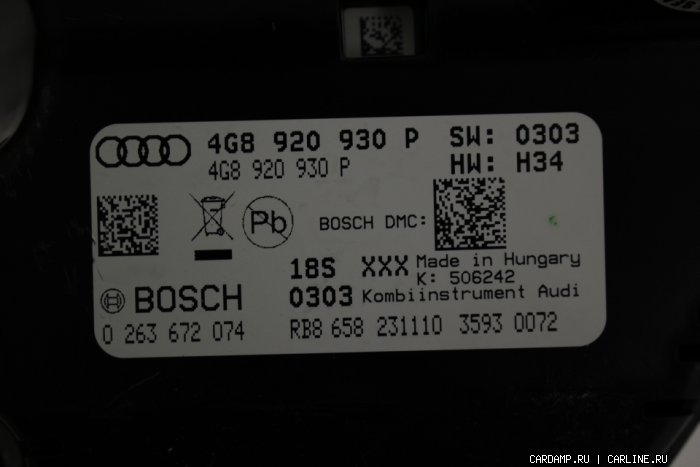 4G8 920 930 P SW: 0303
4G8 920 930 P HW: H34
Pb BOSCH DMC:
18S XXX Made in Hungary
K: 506242
BOSCH 0303 Kombiinstrument Audi
0 263 672 074 RB8 658 231110 3593 0072
CARDAMP.RU | CARLINE.RU